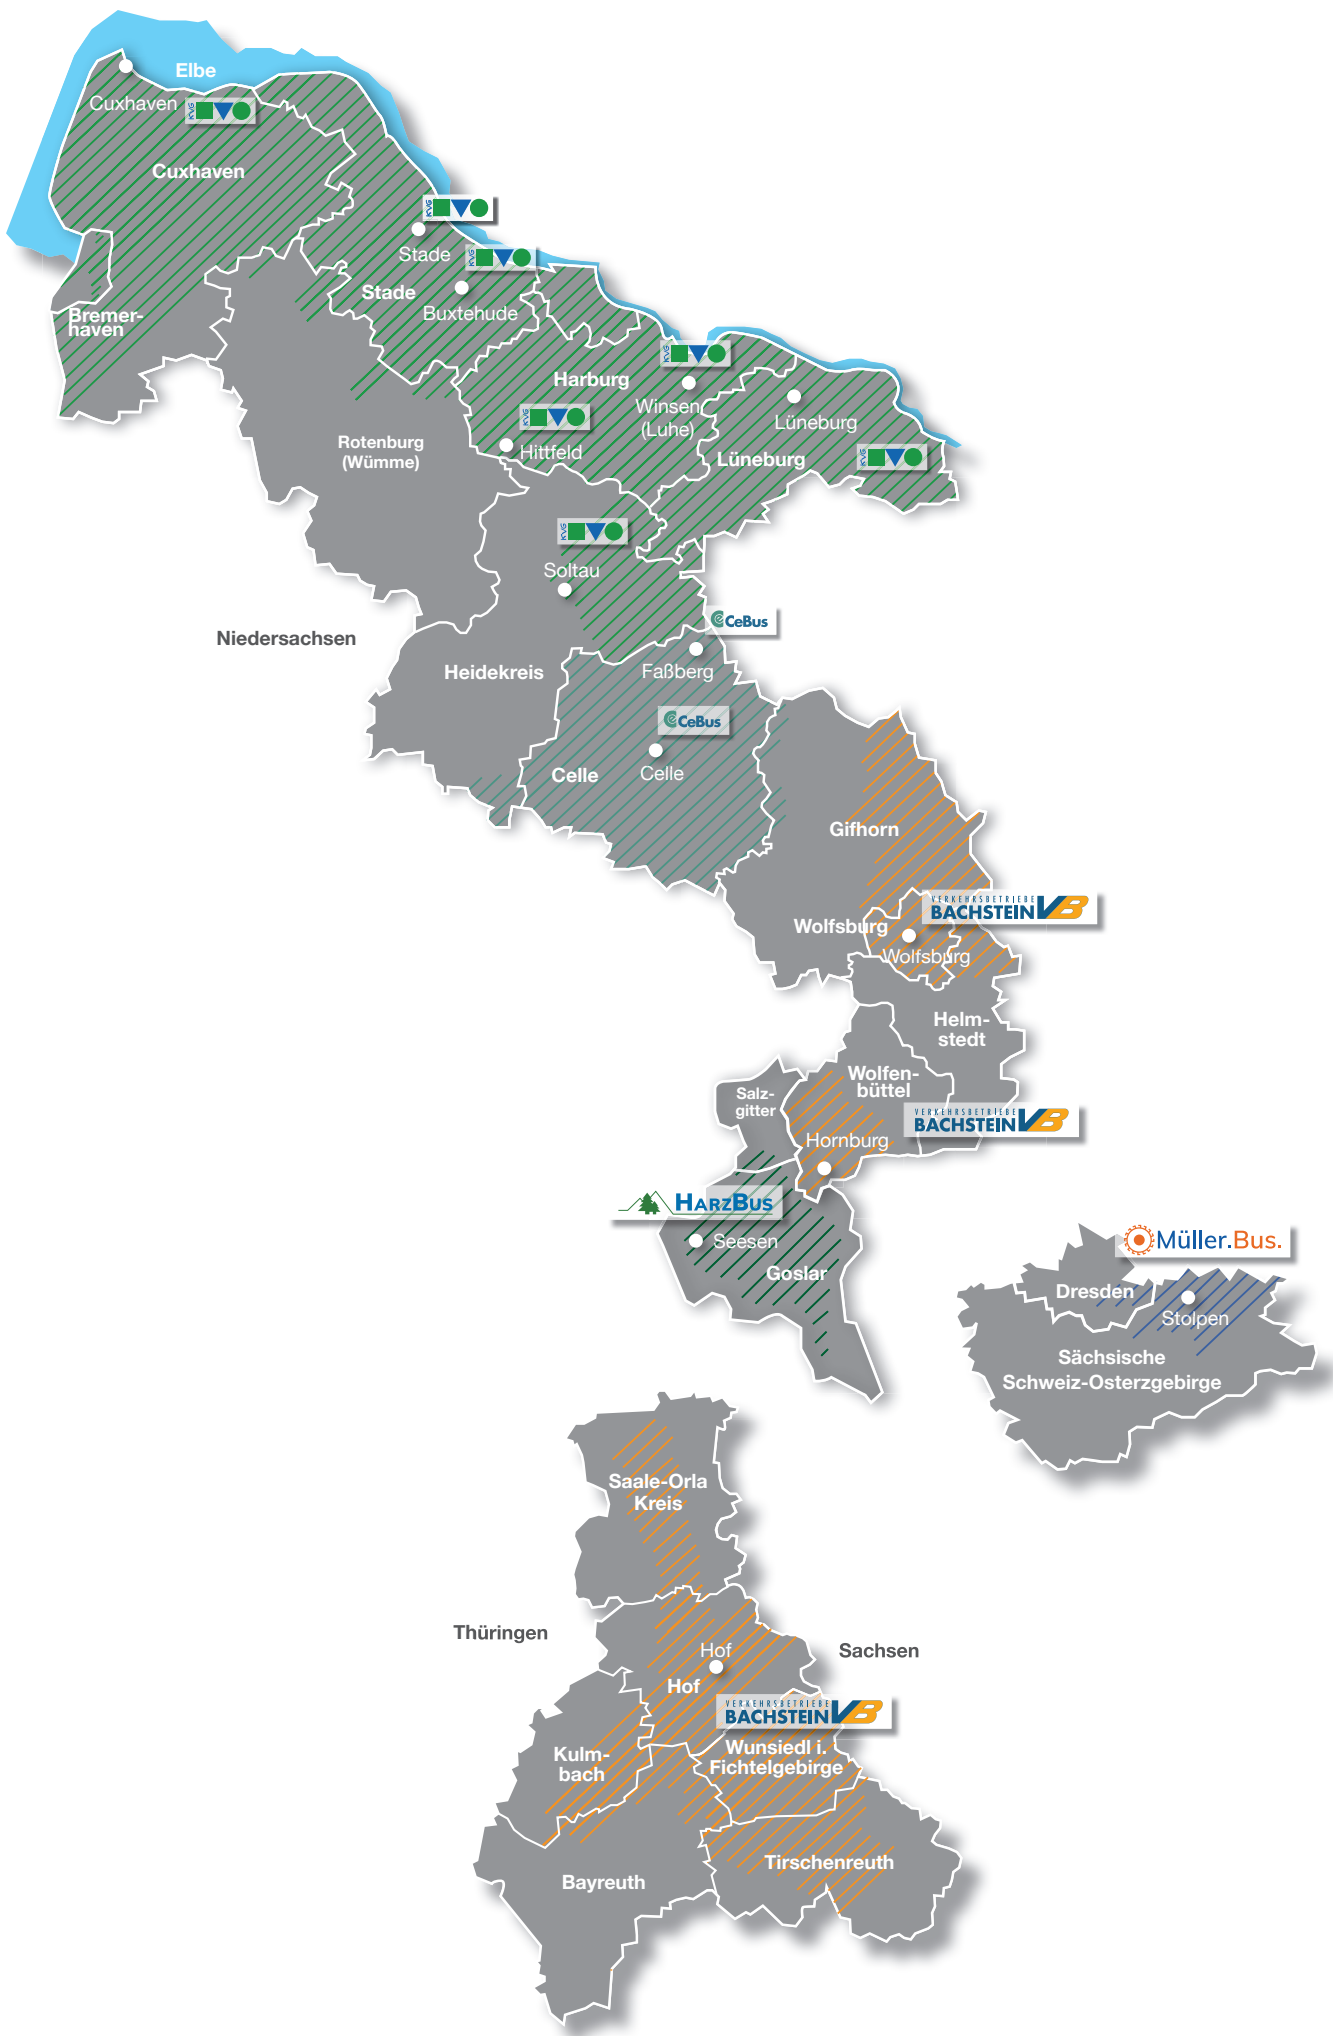 Elbe
Cuxhaven
KVG
Cuxhaven
KVG
Stade
KVG
Stade
Buxtehude
Bremer-
haven
KVG
Harburg
Winsen
(Luhe)
Lüneburg
KVG
Hittfeld
Rotenburg
(Wümme)
Lüneburg
KVG
KVG
Soltau
CeBus
Niedersachsen
Heidekreis
Faßberg
CeBus
Celle
Celle
Gifhorn
VERKEHRSBETRIEBE
BACHSTEIN VB
Wolfsburg
Wolfsburg
Helm-
stedt
Wolfen-
büttel
Salz-
gitter
VERKEHRSBETRIEBE
BACHSTEIN VB
Hornburg
HARZBUS
Seesen
Goslar
Müller.Bus.
Dresden
Stolpen
Sächsische
Schweiz-Osterzgebirge
Saale-Orla
Kreis
Thüringen
Hof
Sachsen
Hof
VERKEHRSBETRIEBE
BACHSTEIN VB
Wunsiedl i.
Fichtelgebirge
Kulm-
bach
Tirschenreuth
Bayreuth